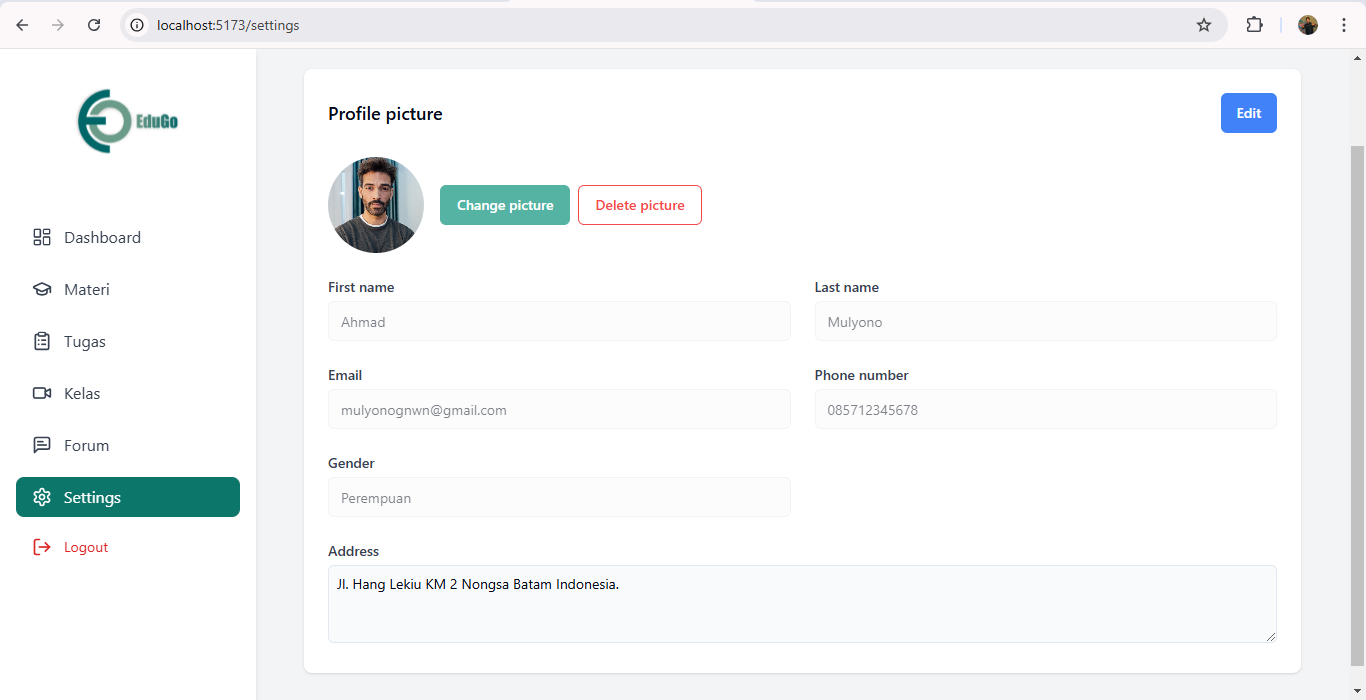 localhost:5173/settings
EduGo
Dashboard
Materi
Tugas
Kelas
Forum
Settings
Logout
Profile picture
Edit
Change picture
Delete picture
First name
Last name
Ahmad
Mulyono
Email
Phone number
mulyonognwn@gmail.com
085712345678
Gender
Perempuan
Address
Jl. Hang Lekiu KM 2 Nongsa Batam Indonesia.